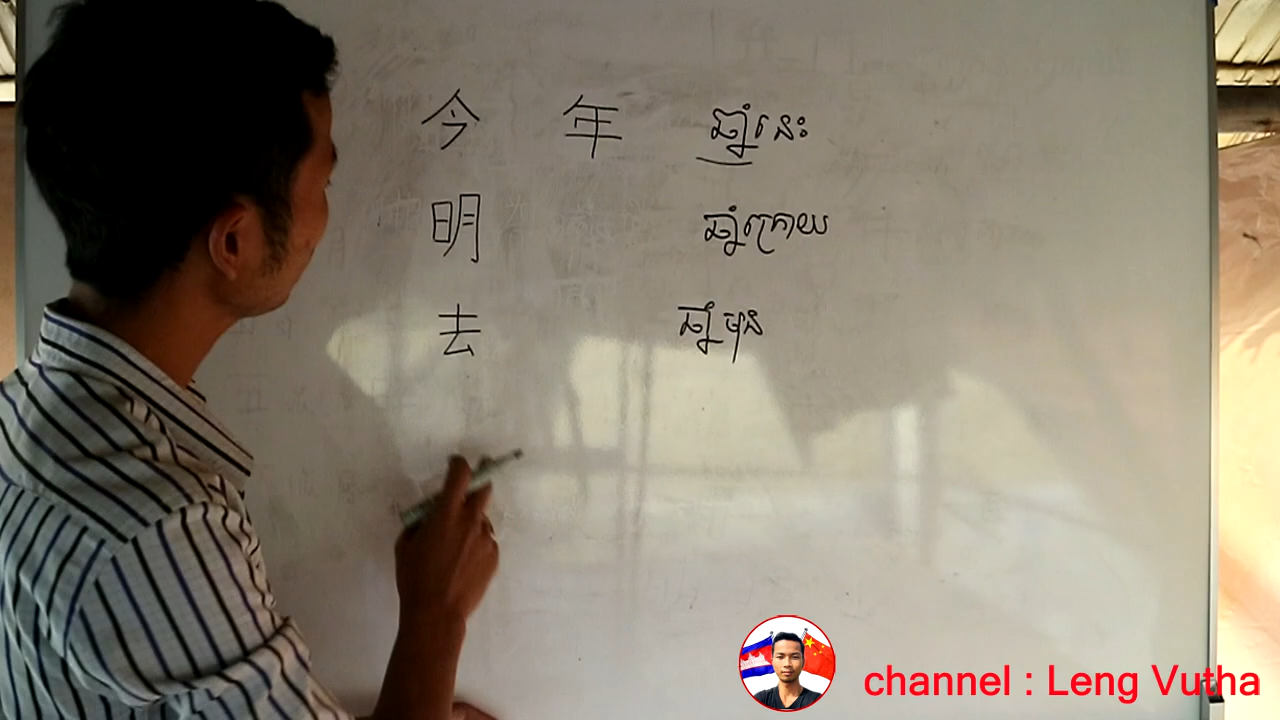 今 年 ឆ្នាំនេះ
明 ឆ្នាំក្រោយ
去 ឆ្នាំមុន
channel : Leng Vutha